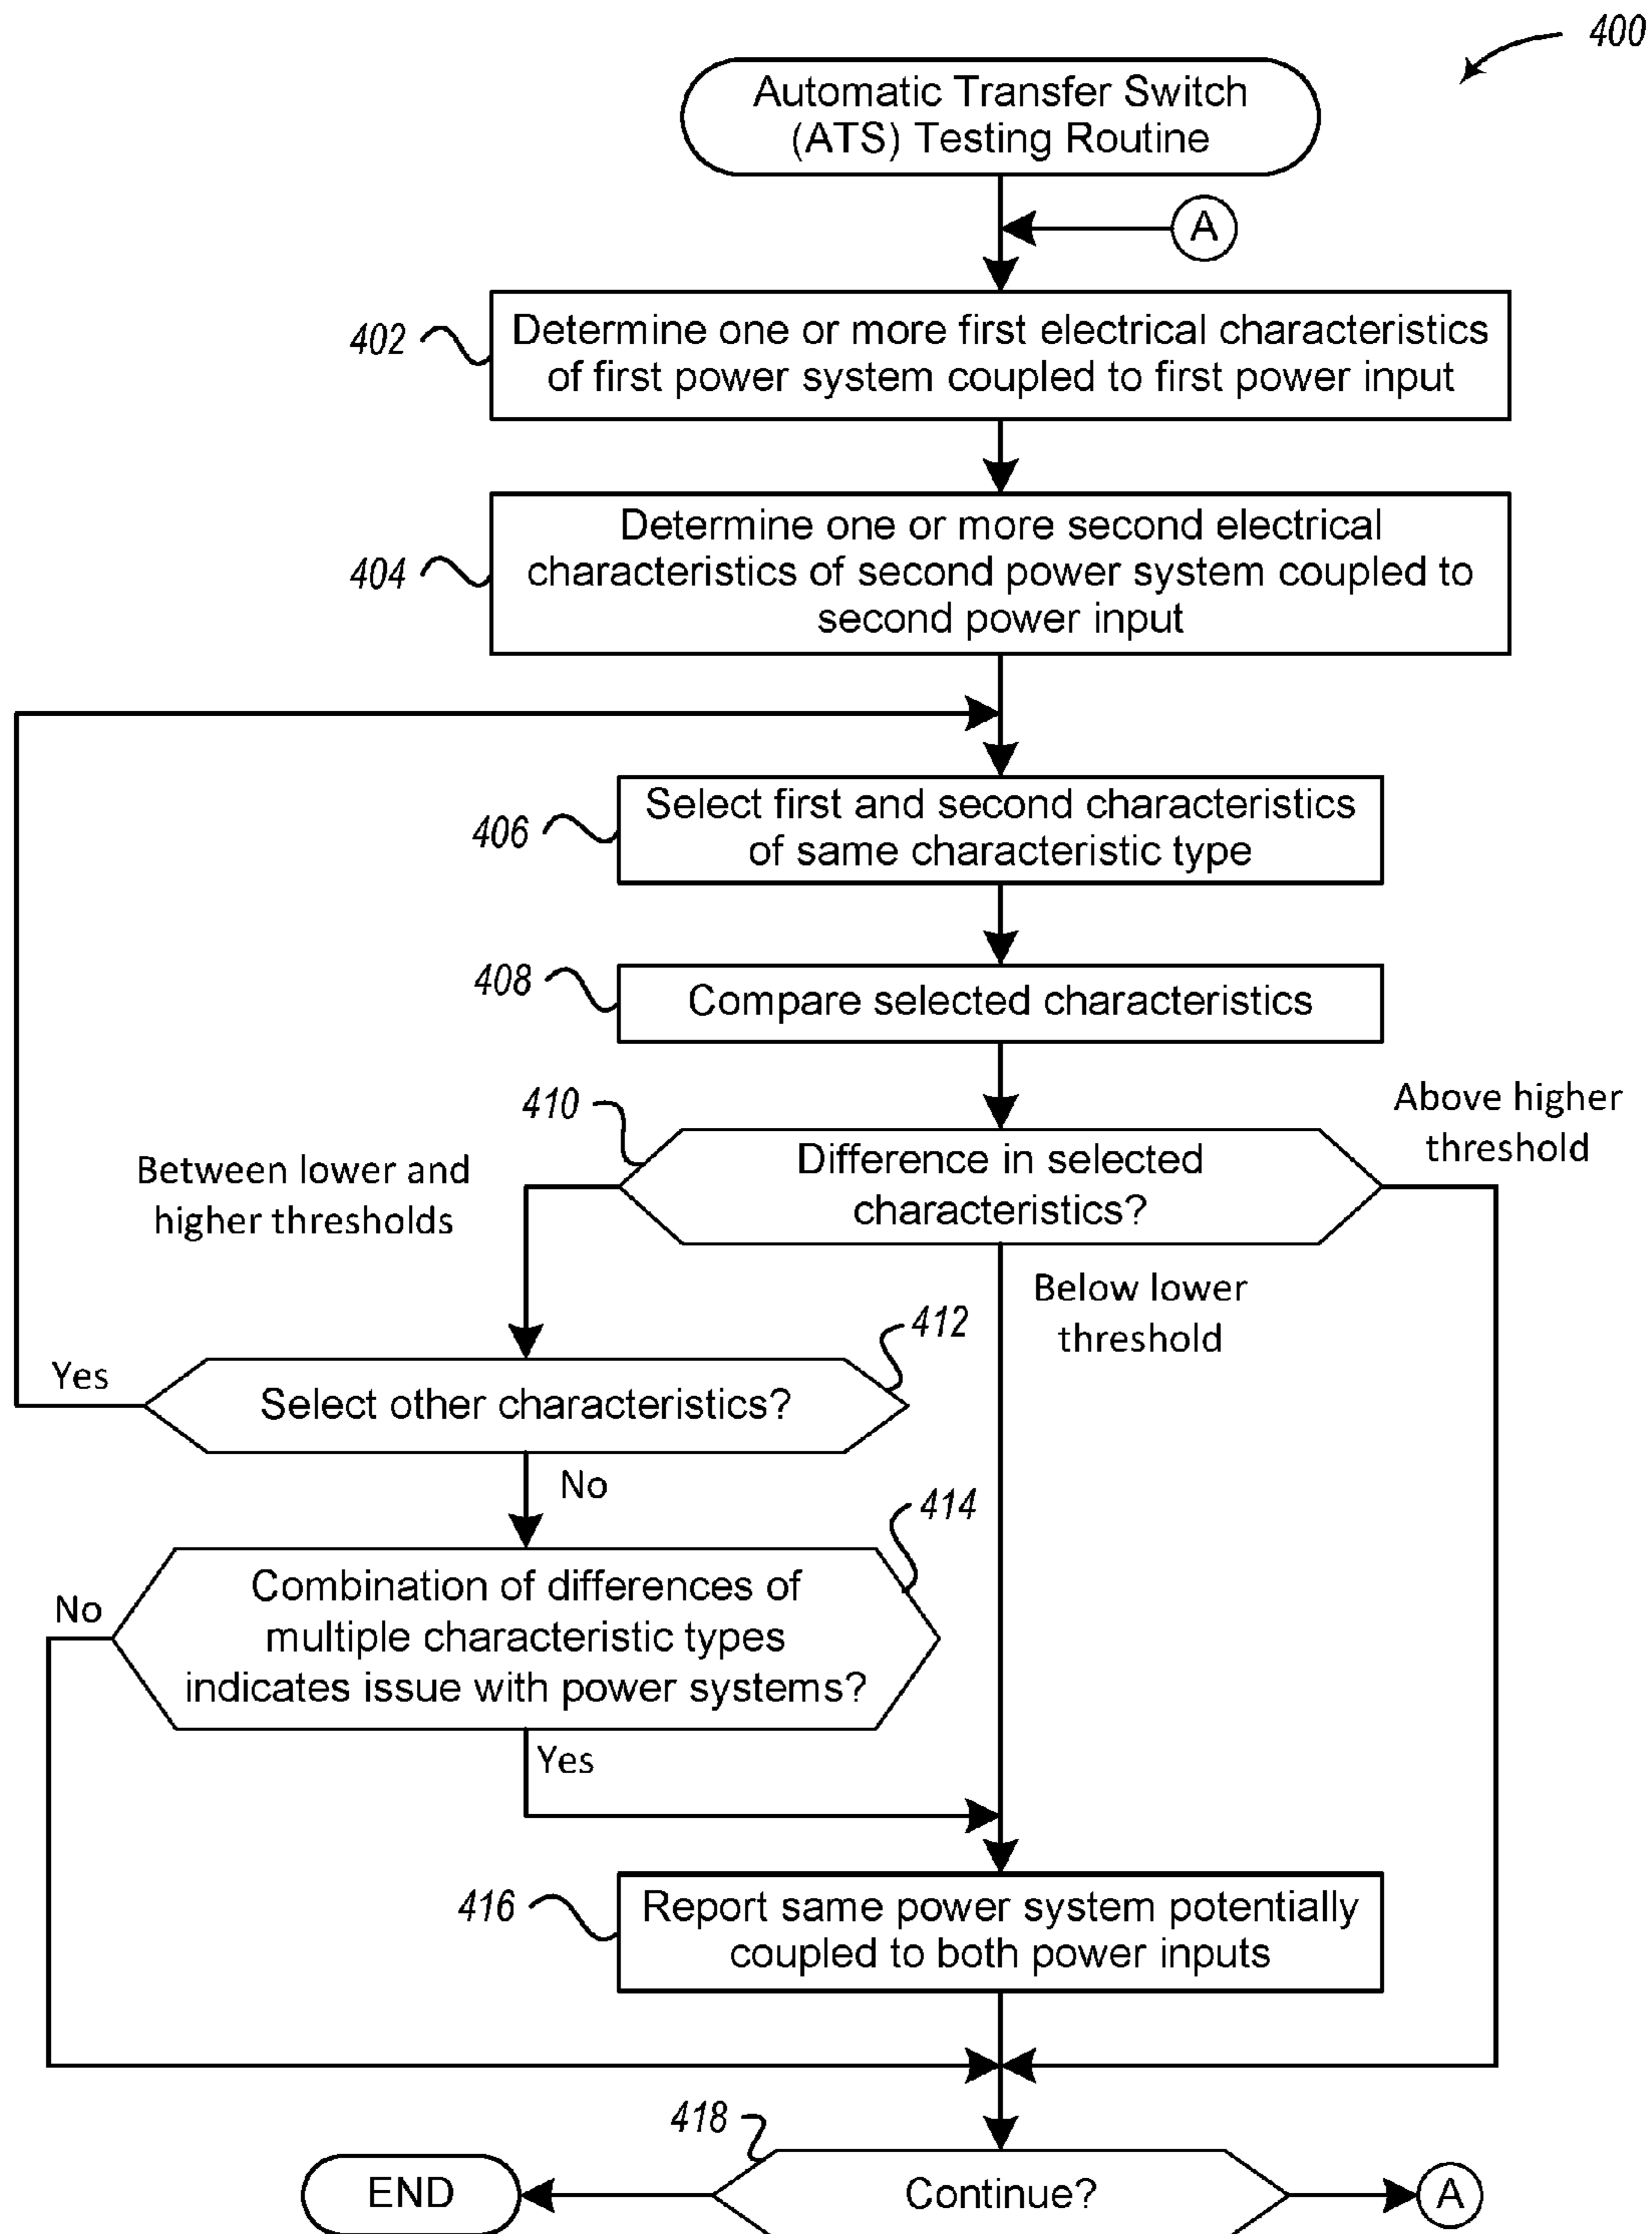 400
Automatic Transfer Switch
(ATS) Testing Routine
A
402
Determine one or more first electrical characteristics
of first power system coupled to first power input
404
Determine one or more second electrical
characteristics of second power system coupled to
second power input
406
Select first and second characteristics
of same characteristic type
408
Compare selected characteristics
410
Difference in selected
characteristics?
Above higher
threshold
Between lower and
higher thresholds
Below lower
threshold
412
Yes
Select other characteristics?
No
414
No
Combination of differences of
multiple characteristic types
indicates issue with power systems?
Yes
416
Report same power system potentially
coupled to both power inputs
418
END
Continue?
A